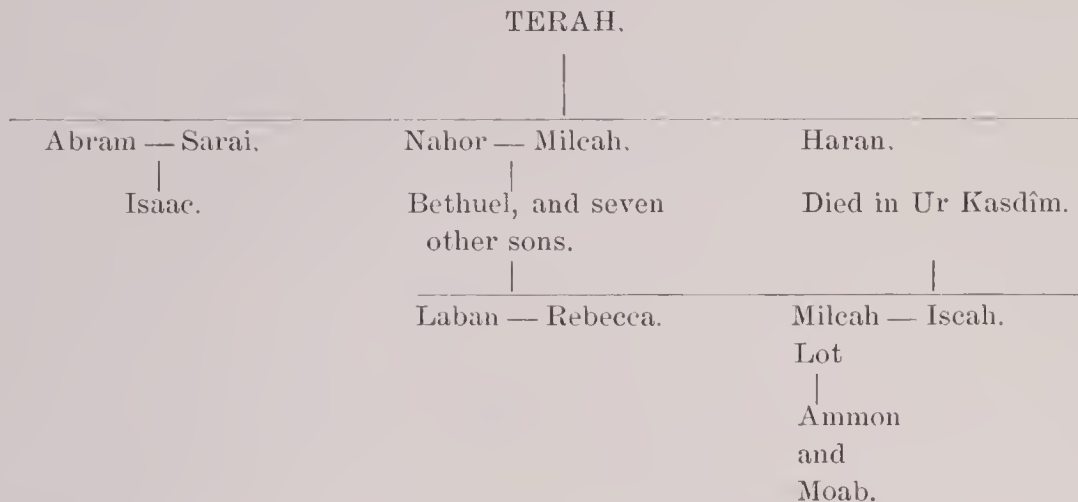 TERAH.
Abram — Sarai. Nahor — Milcah. Haran.
Isaac. Bethuel, and seven Died in Ur Kasdîm.
other sons.
Laban — Rebecca. Milcah — Iscah.
Lot
Ammon
and
Moab.